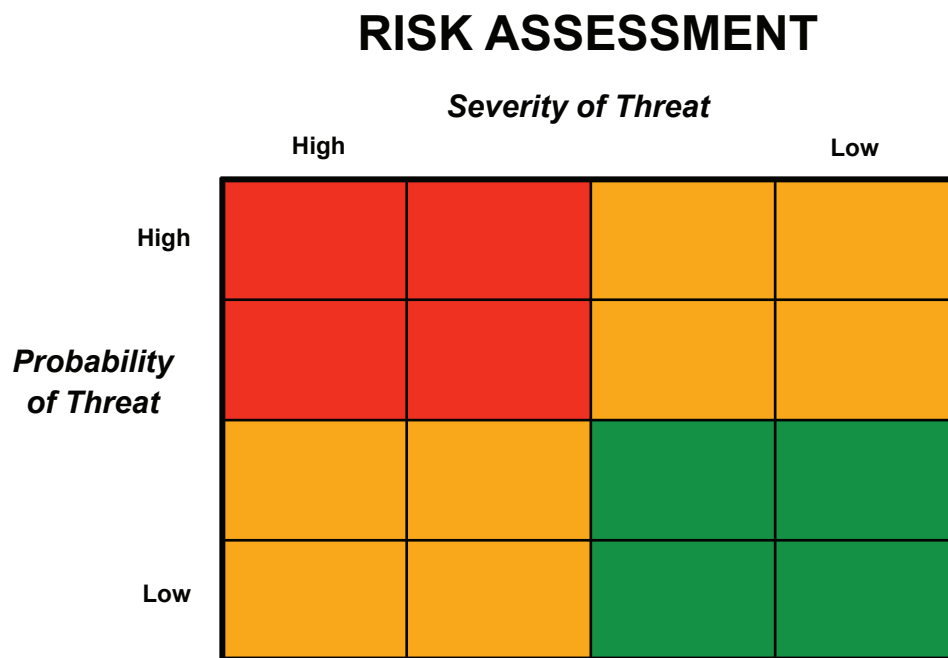 RISK ASSESSMENT
Severity of Threat
High
Low
High
Probability
of Threat
Low